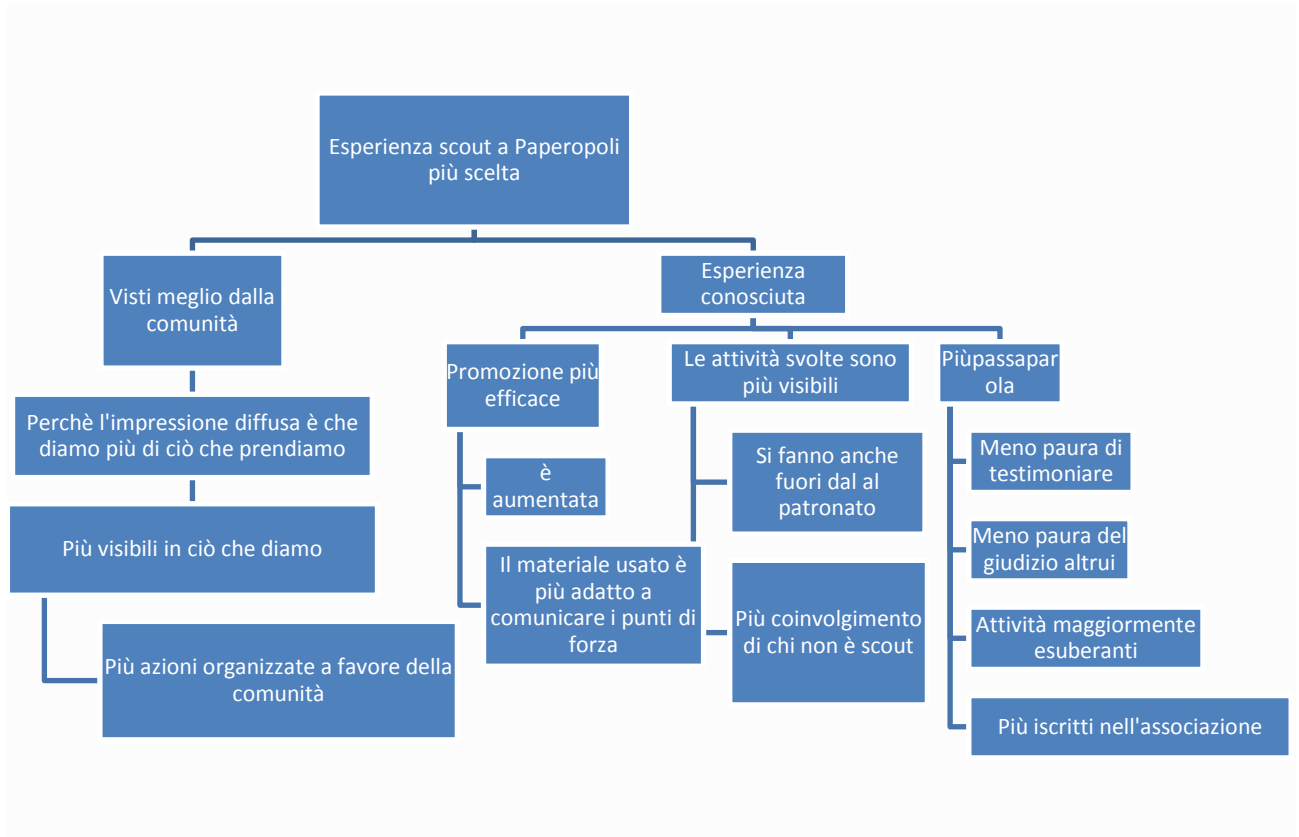 Esperienza scout a Paperopoli
più scelta
Visti meglio dalla
comunità
Perchè l'impressione diffusa è che
diamo più di ciò che prendiamo
Più visibili in ciò che diamo
Più azioni organizzate a favore della
comunità
Esperienza
conosciuta
Promozione più
efficace
è
aumentata
Il materiale usato è
più adatto a
comunicare i punti di
forza
Le attività svolte sono
più visibili
Si fanno anche
fuori dal al
patronato
Più coinvolgimento
di chi non è scout
Piùpassapar
ola
Meno paura di
testimoniare
Meno paura del
giudizio altrui
Attività maggiormente
esuberanti
Più iscritti nell'associazione